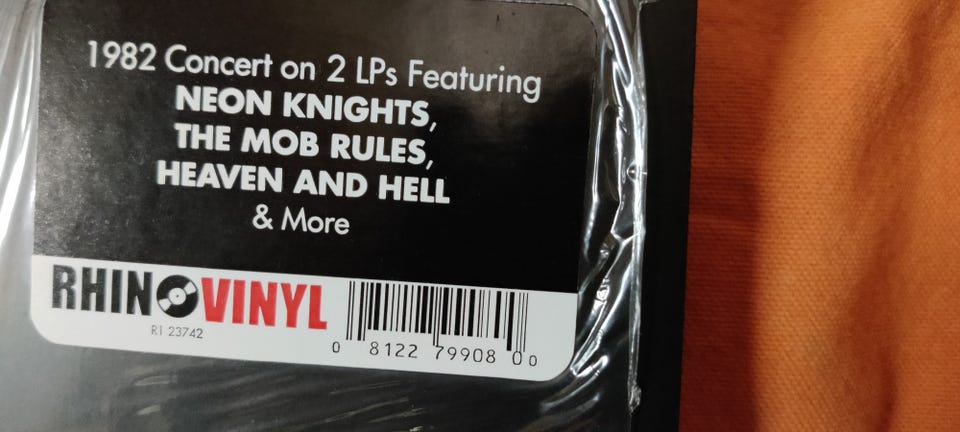 1982 Concert on 2 LPs Featuring
NEON KNIGHTS,
THE MOB RULES,
HEAVEN AND HELL
& More
RHINO VINYL
R1 23742
0 8122 79908 00